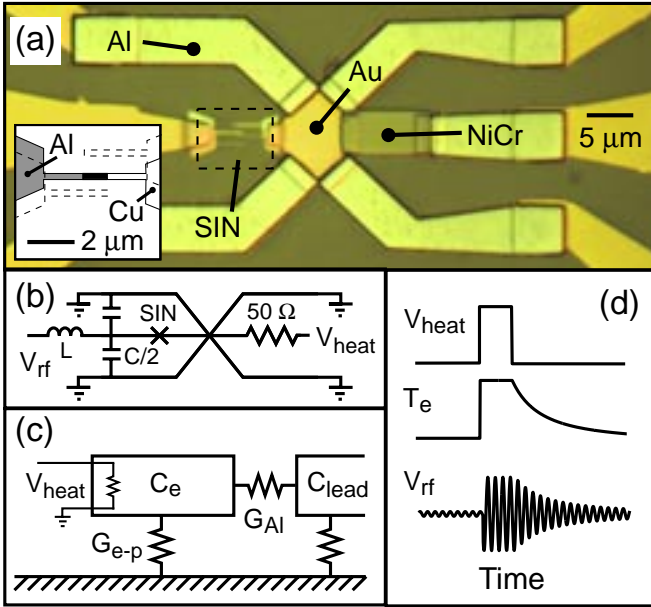 (a)
Al
Au
NiCr
5 μm
Al
Cu
2 μm
SIN
(b)
SIN
50 Ω
V_rf
L
C/2
V_heat
(c)
V_heat
C_e
G_Al
C_lead
G_e-p
(d)
V_heat
T_e
V_rf
Time